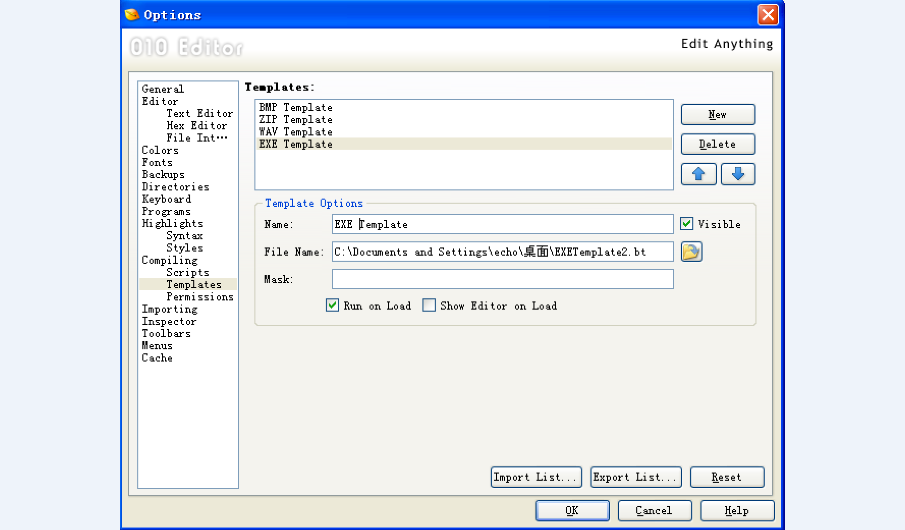 Options
010 Editor
Edit Anything
General
Editor
Text Editor
Hex Editor
File Int···
Colors
Fonts
Backups
Directories
Keyboard
Programs
Highlights
Syntax
Styles
Compiling
Scripts
Templates
Permissions
Importing
Inspector
Toolbars
Menus
Cache
Templates:
BMP Template
ZIP Template
WAV Template
EXE Template
New
Delete
Template Options
Name: EXE Template Visible
File Name: C:\Documents and Settings\echo\桌面\EXETemplate2.bt
Mask:
Run on Load Show Editor on Load
Import List... Export List... Reset
OK Cancel Help